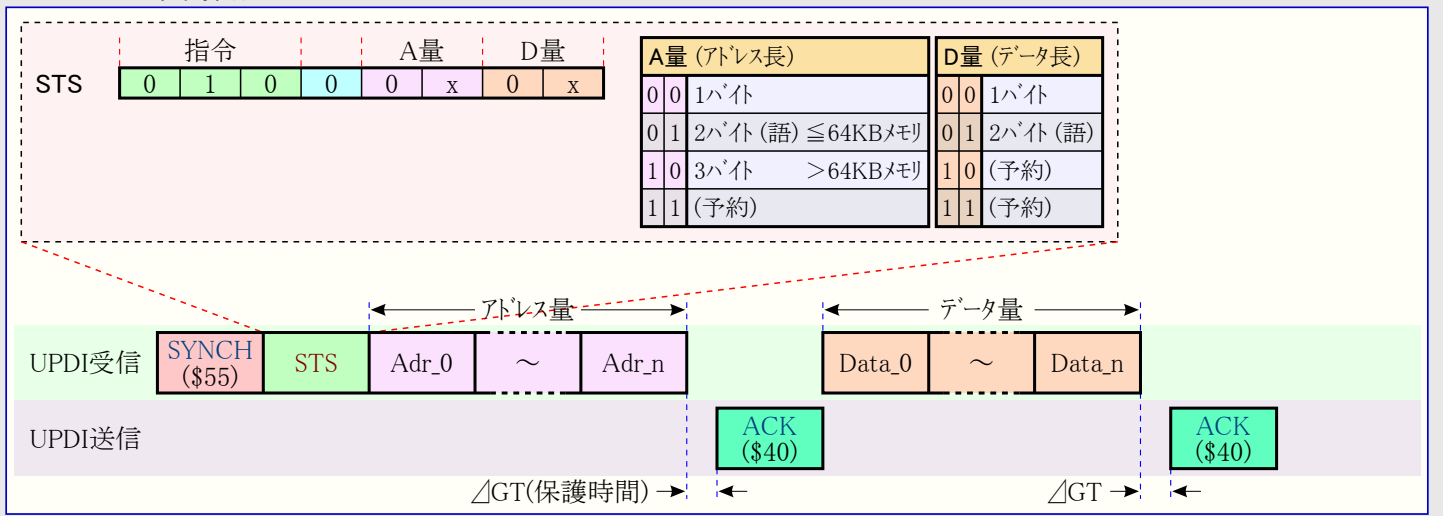 指令 A量 D量
STS 0 1 0 0 0 x 0 x
A量 (アドレス長)
0 0 1バイト
0 1 2バイト (語) ≦64KBメモリ
1 0 3バイト >64KBメモリ
1 1 (予約)
D量 (データ長)
0 0 1バイト
0 1 2バイト (語)
1 0 (予約)
1 1 (予約)
アドレス量 データ量
UPDI受信 SYNCH ($55) STS Adr_0 ~ Adr_n Data_0 ~ Data_n
UPDI送信 ACK ($40) ACK ($40)
⊿GT(保護時間) ⊿GT